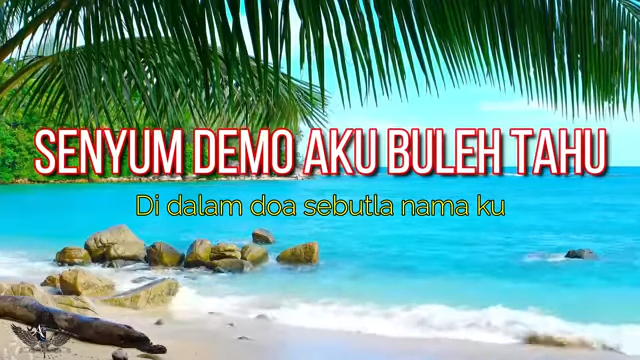 SENYUM DEMO AKU BULEH TAHU
Di dalam doa sebutla nama ku